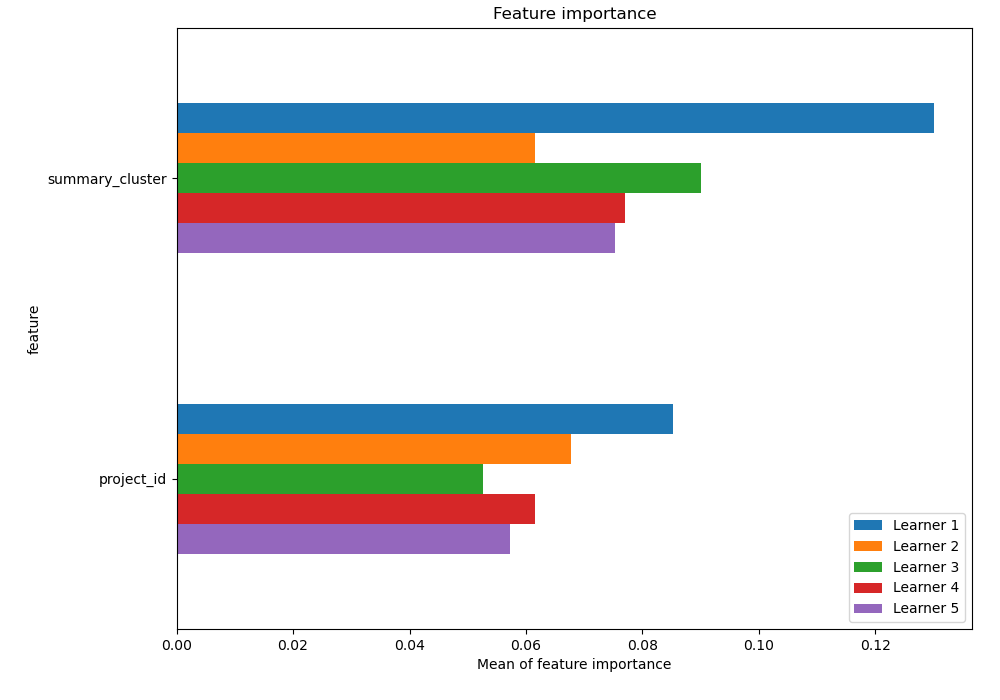 Feature importance
summary_cluster
feature
project_id
Learner 1
Learner 2
Learner 3
Learner 4
Learner 5
0.00 0.02 0.04 0.06 0.08 0.10 0.12
Mean of feature importance